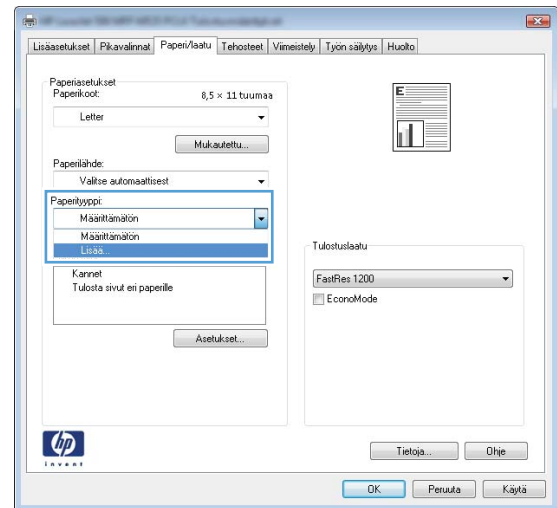 Lisäasetukset Pikavalinnat Paperi/laatu Tehosteet Viimeistely Työn säilytys Huolto
Paperiasetukset
Paperikoot: 8,5 × 11 tuumaa
Letter
Mukautettu...
Paperilähde:
Valitse automaattisest
Paperityyppi:
Määrittämätön
Määrittämätön
Lisää...
Kannet
Tulosta sivut eri paperille
Asetukset...
E
Tulostuslaatu
FastRes 1200
EconoMode
hp
invent
Tietoja... Ohje
OK Peruuta Käytä